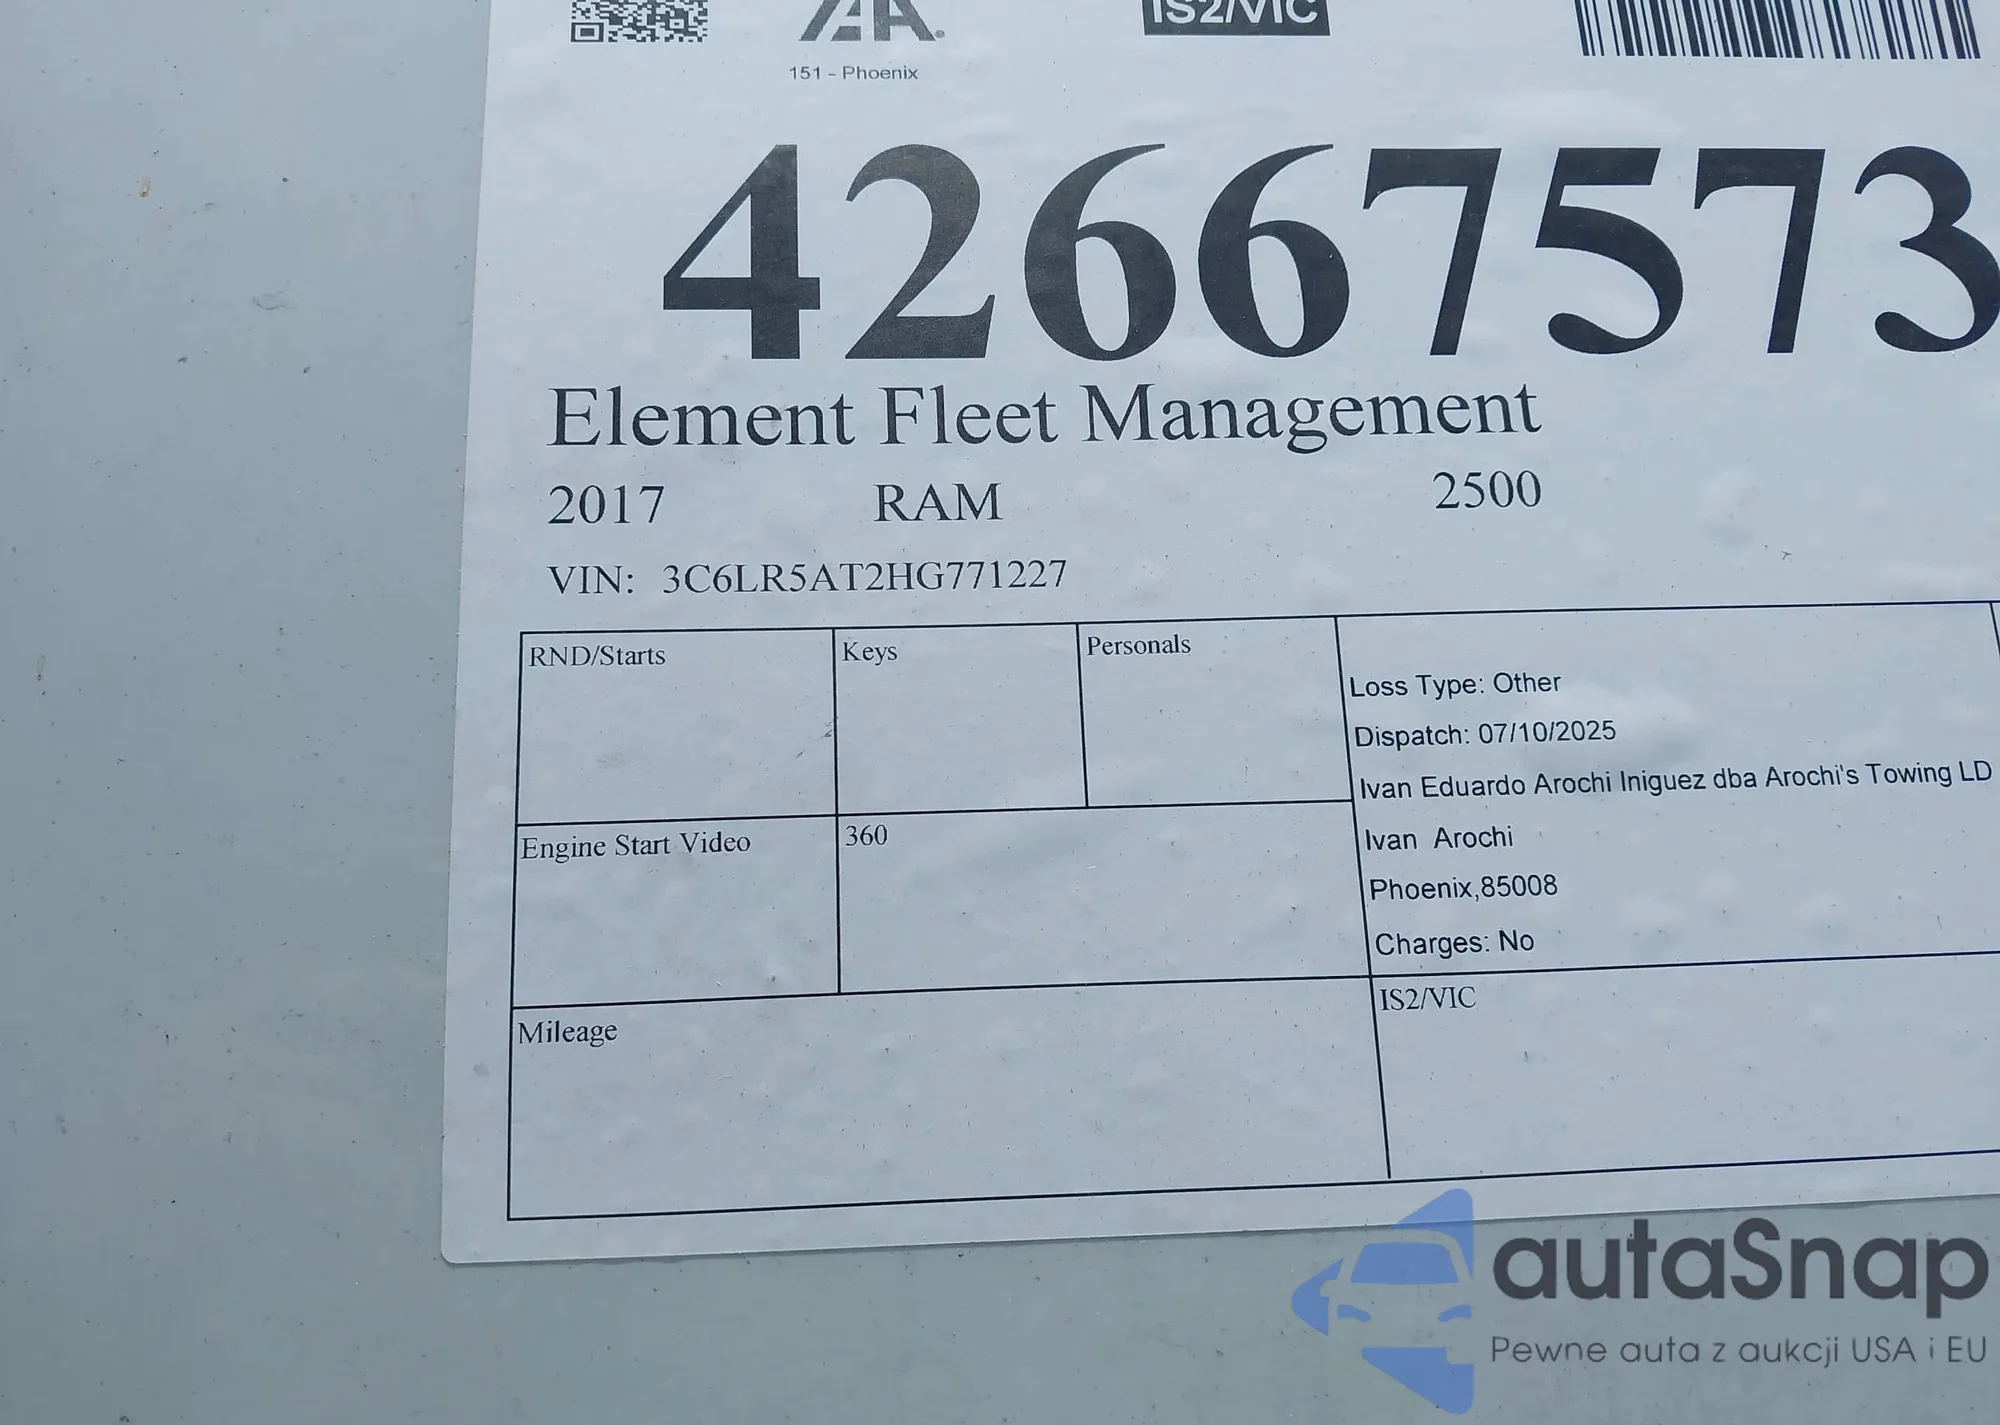 IAA
IS2/VIC
151 - Phoenix
42667573
Element Fleet Management
2017 RAM 2500
VIN: 3C6LR5AT2HG771227
RND/Starts Keys Personals
Loss Type: Other
Dispatch: 07/10/2025
Ivan Eduardo Arochi Iniguez dba Arochi's Towing LD
Engine Start Video 360
Ivan Arochi
Phoenix,85008
Charges: No
Mileage IS2/VIC
autaSnap
Pewne auta z aukcji USA i EU